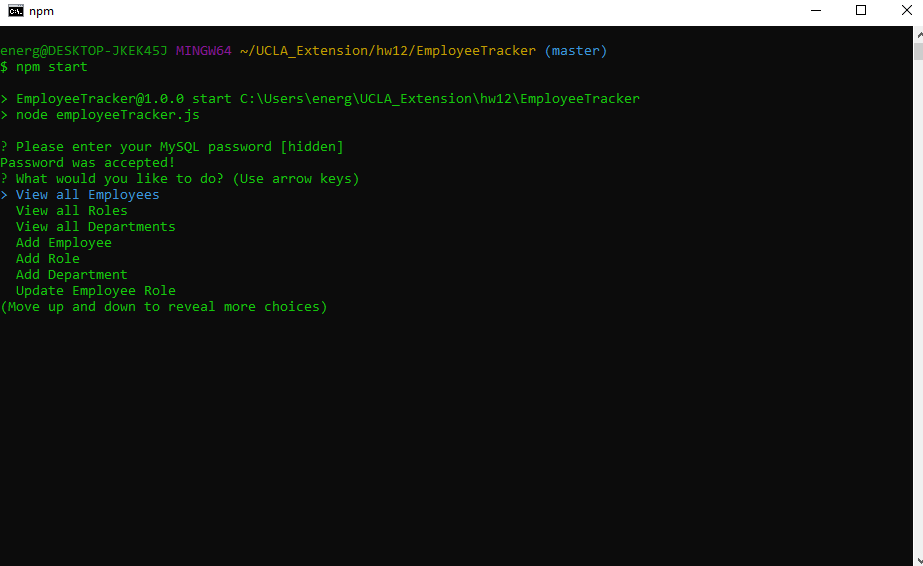 npm
energ@DESKTOP-JKEK45J MINGW64 ~/UCLA_Extension/hw12/EmployeeTracker (master)
$ npm start
> EmployeeTracker@1.0.0 start C:\Users\energ\UCLA_Extension\hw12\EmployeeTracker
> node employeeTracker.js
? Please enter your MySQL password [hidden]
Password was accepted!
? What would you like to do? (Use arrow keys)
> View all Employees
View all Roles
View all Departments
Add Employee
Add Role
Add Department
Update Employee Role
(Move up and down to reveal more choices)